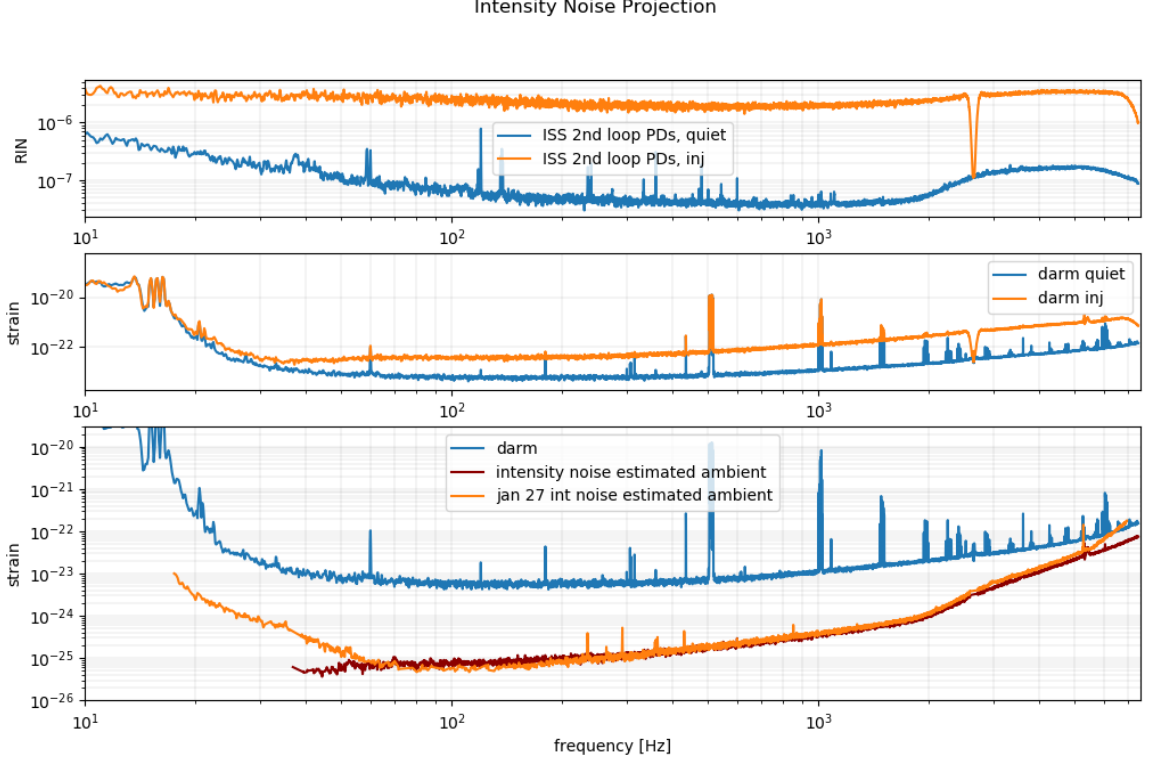 Intensity Noise Projection
RIN
10⁻⁶
10⁻⁷
ISS 2nd loop PDs, quiet
ISS 2nd loop PDs, inj
10¹ 10² 10³
strain
10⁻²⁰
10⁻²²
darm quiet
darm inj
10¹ 10² 10³
strain
10⁻²⁰
10⁻²¹
10⁻²²
10⁻²³
10⁻²⁴
10⁻²⁵
10⁻²⁶
darm
intensity noise estimated ambient
jan 27 int noise estimated ambient
10¹ 10² 10³
frequency [Hz]